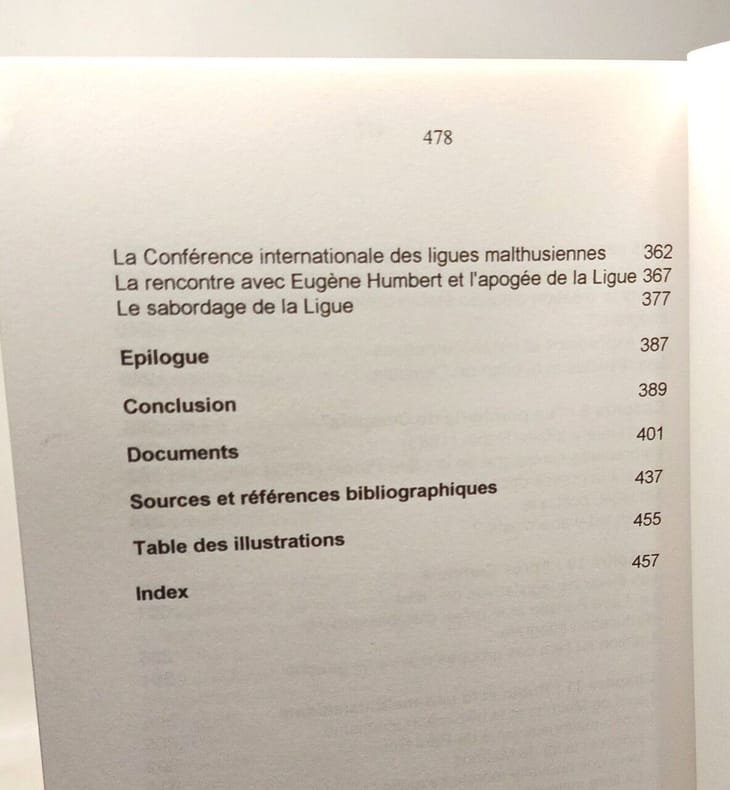 478
La Conférence internationale des ligues malthusiennes 362
La rencontre avec Eugène Humbert et l'apogée de la Ligue 367
Le sabordage de la Ligue 377
Epilogue 387
Conclusion 389
Documents 401
Sources et références bibliographiques 437
Table des illustrations 455
Index 457